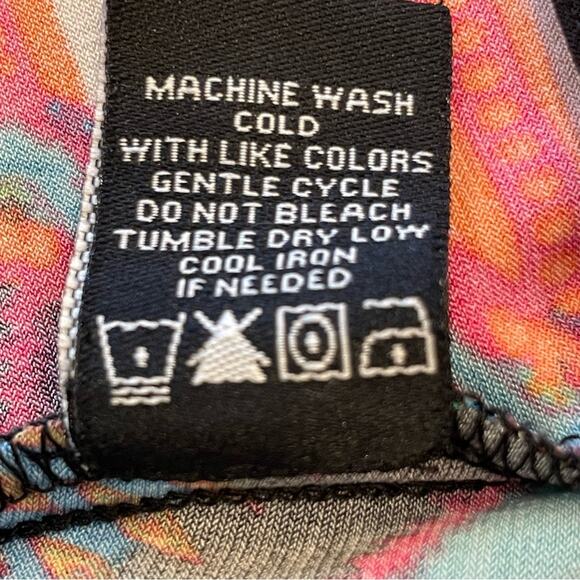 MACHINE WASH
COLD
WITH LIKE COLORS
GENTLE CYCLE
DO NOT BLEACH
TUMBLE DRY LOW
COOL IRON
IF NEEDED